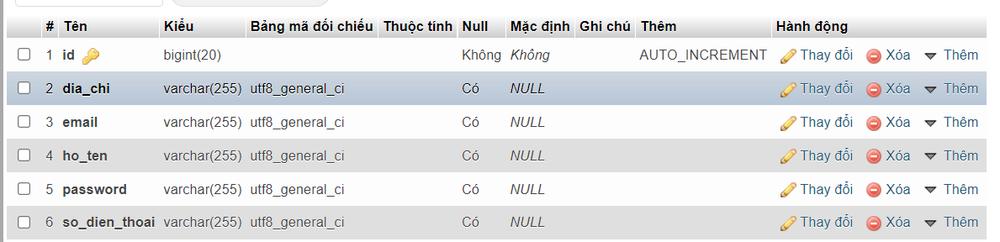 # Tên Kiểu Bảng mã đối chiếu Thuộc tính Null Mặc định Ghi chú Thêm Hành động
1 id bigint(20) Không Không AUTO_INCREMENT Thay đổi Xóa Thêm
2 dia_chi varchar(255) utf8_general_ci Có NULL Thay đổi Xóa Thêm
3 email varchar(255) utf8_general_ci Có NULL Thay đổi Xóa Thêm
4 ho_ten varchar(255) utf8_general_ci Có NULL Thay đổi Xóa Thêm
5 password varchar(255) utf8_general_ci Có NULL Thay đổi Xóa Thêm
6 so_dien_thoai varchar(255) utf8_general_ci Có NULL Thay đổi Xóa Thêm